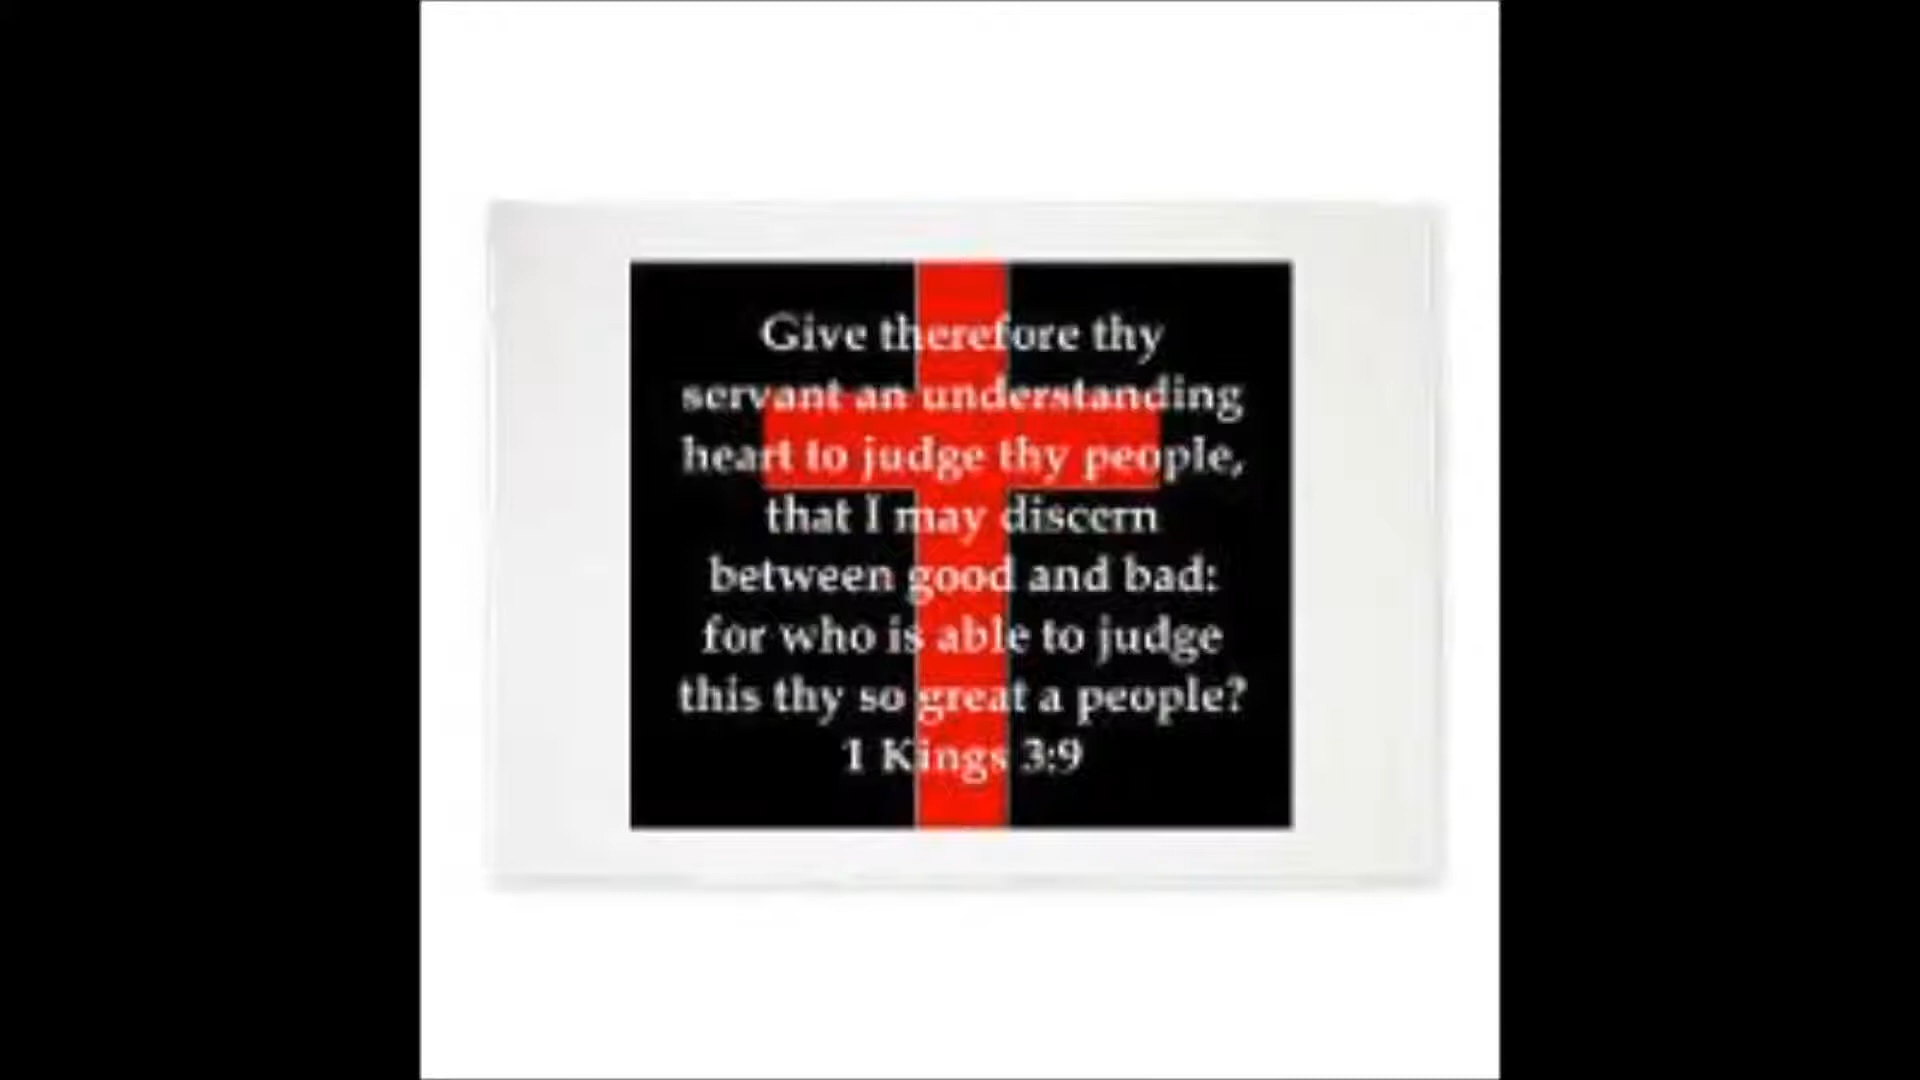 Give therefore thy
servant an understanding
heart to judge thy people,
that I may discern
between good and bad:
for who is able to judge
this thy so great a people?
1 Kings 3:9